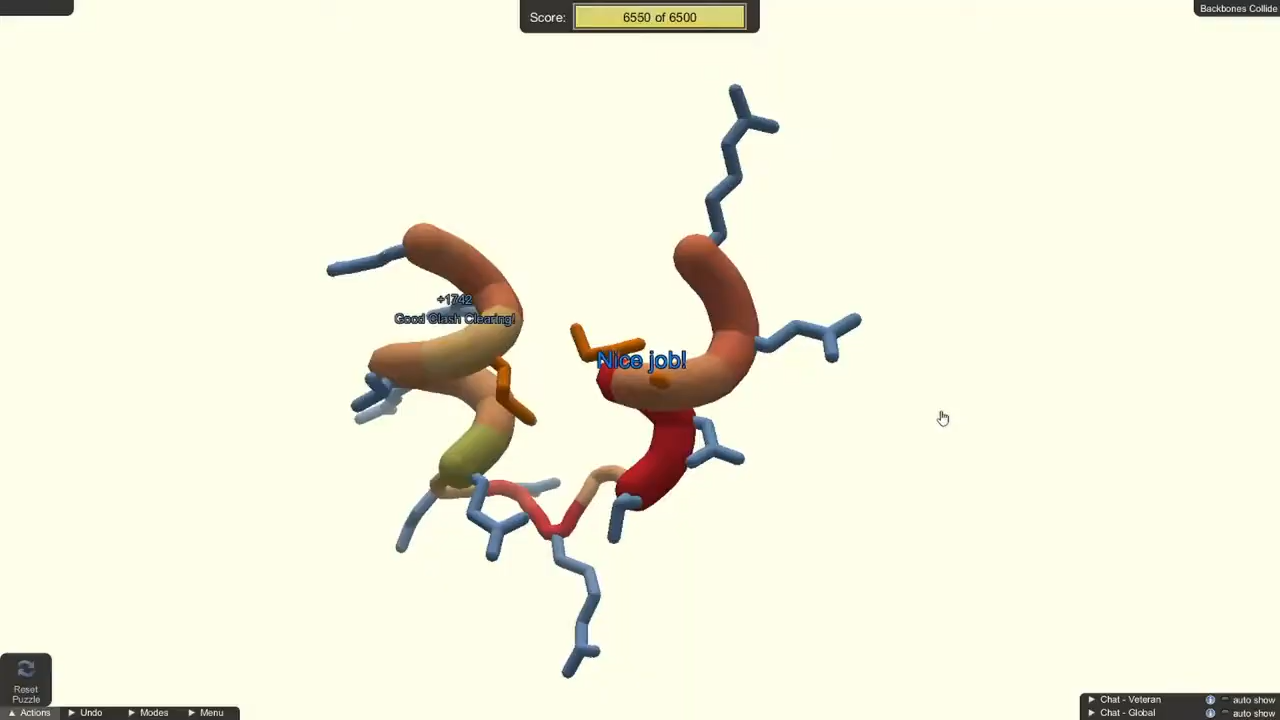 Score: 6550 of 6500
Backbones Collide
+1742
Good Clash Clearing!
Nice job!
Reset
Puzzle
Actions
Undo
Modes
Menu
Chat - Veteran
auto show
Chat - Global
auto show